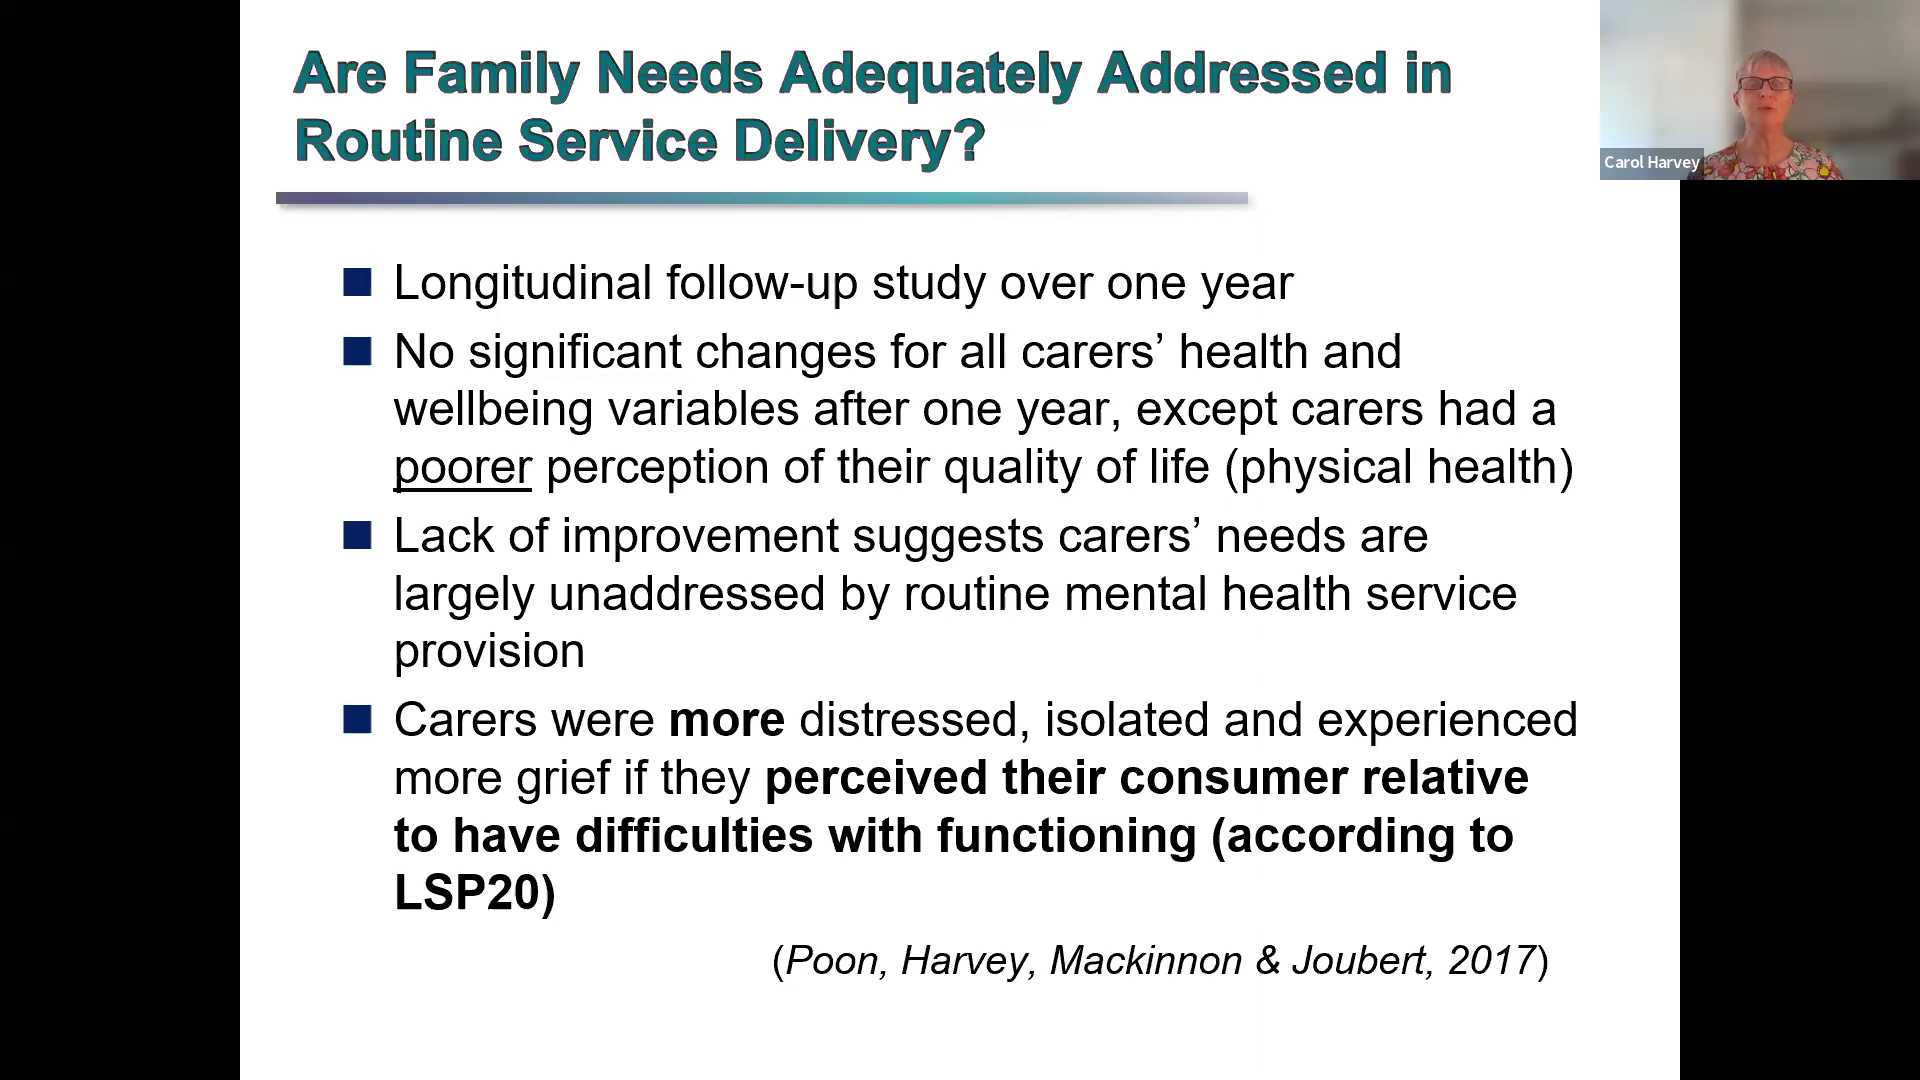 Are Family Needs Adequately Addressed in
Routine Service Delivery?
Carol Harvey
Longitudinal follow-up study over one year
No significant changes for all carers’ health and
wellbeing variables after one year, except carers had a
poorer perception of their quality of life (physical health)
Lack of improvement suggests carers’ needs are
largely unaddressed by routine mental health service
provision
Carers were more distressed, isolated and experienced
more grief if they perceived their consumer relative
to have difficulties with functioning (according to
LSP20)
(Poon, Harvey, Mackinnon & Joubert, 2017)